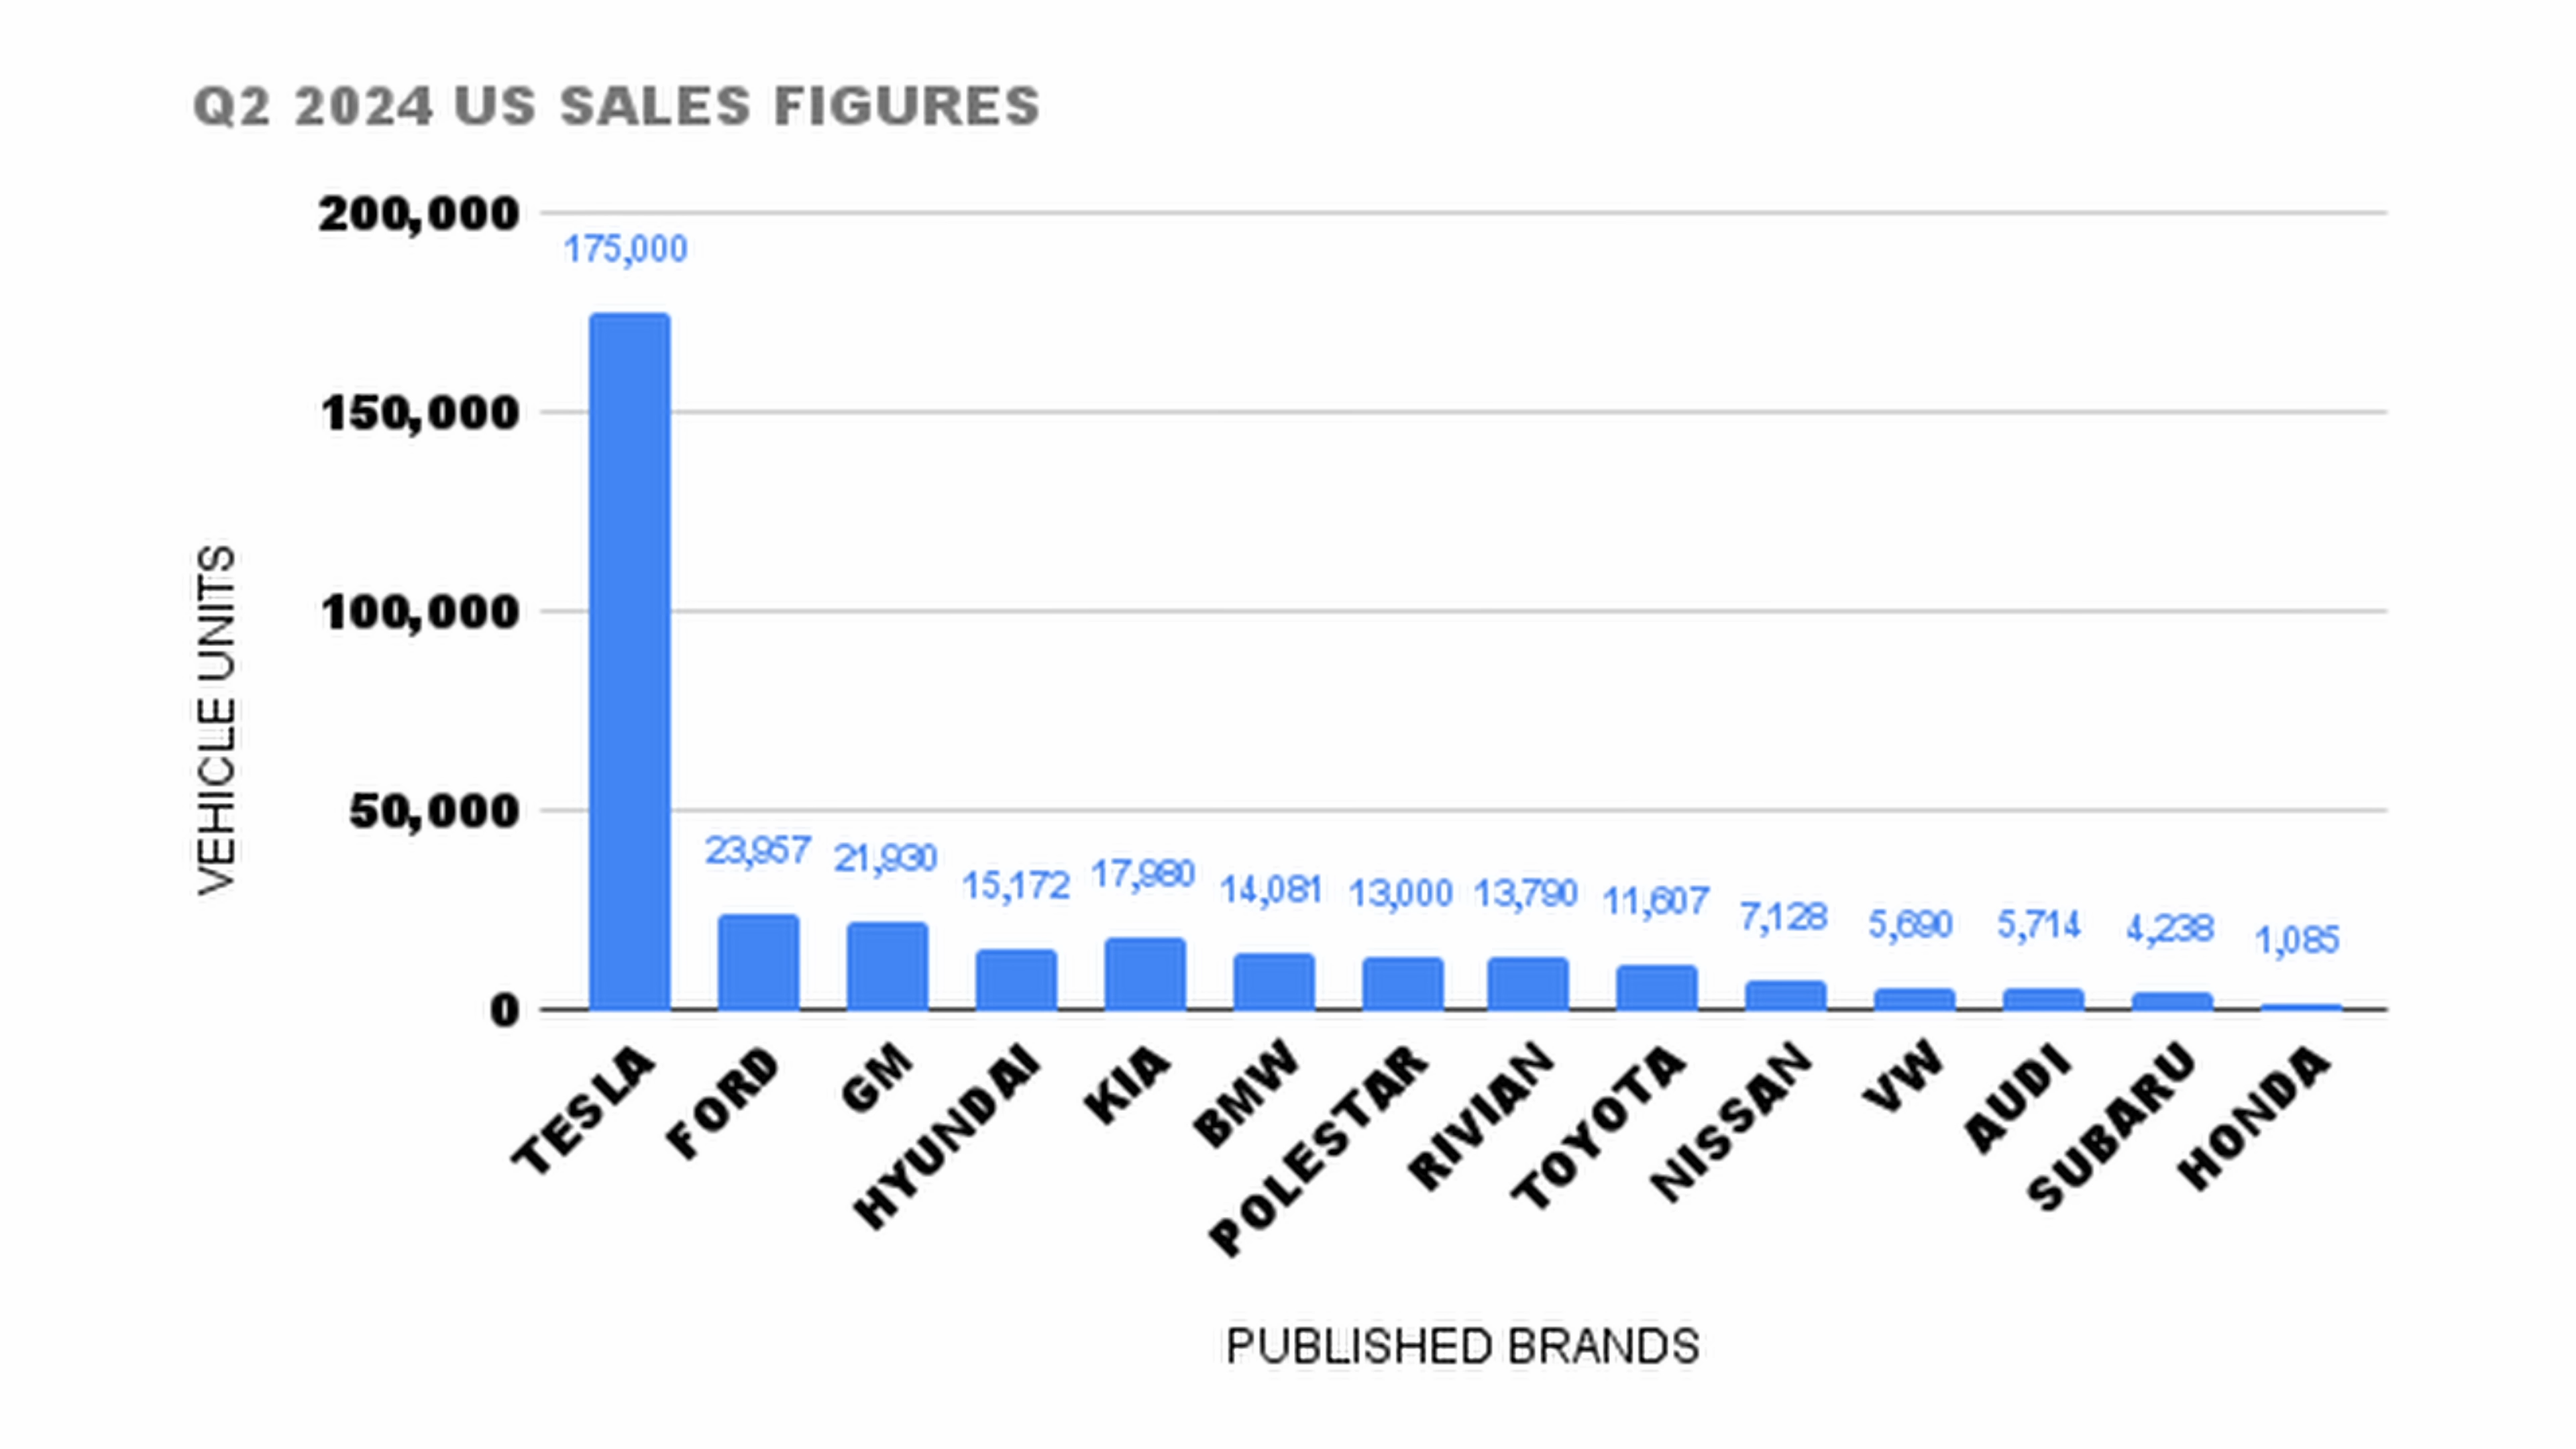 Q2 2024 US SALES FIGURES
200,000
175,000
150,000
100,000
50,000
23,957
21,930
15,172
17,980
14,081
13,000
13,790
11,607
7,128
5,690
5,714
4,238
1,085
0
VEHICLE UNITS
TESLA
FORD
GM
HYUNDAI
KIA
BMW
POLESTAR
RIVIAN
TOYOTA
NISSAN
VW
AUDI
SUBARU
HONDA
PUBLISHED BRANDS